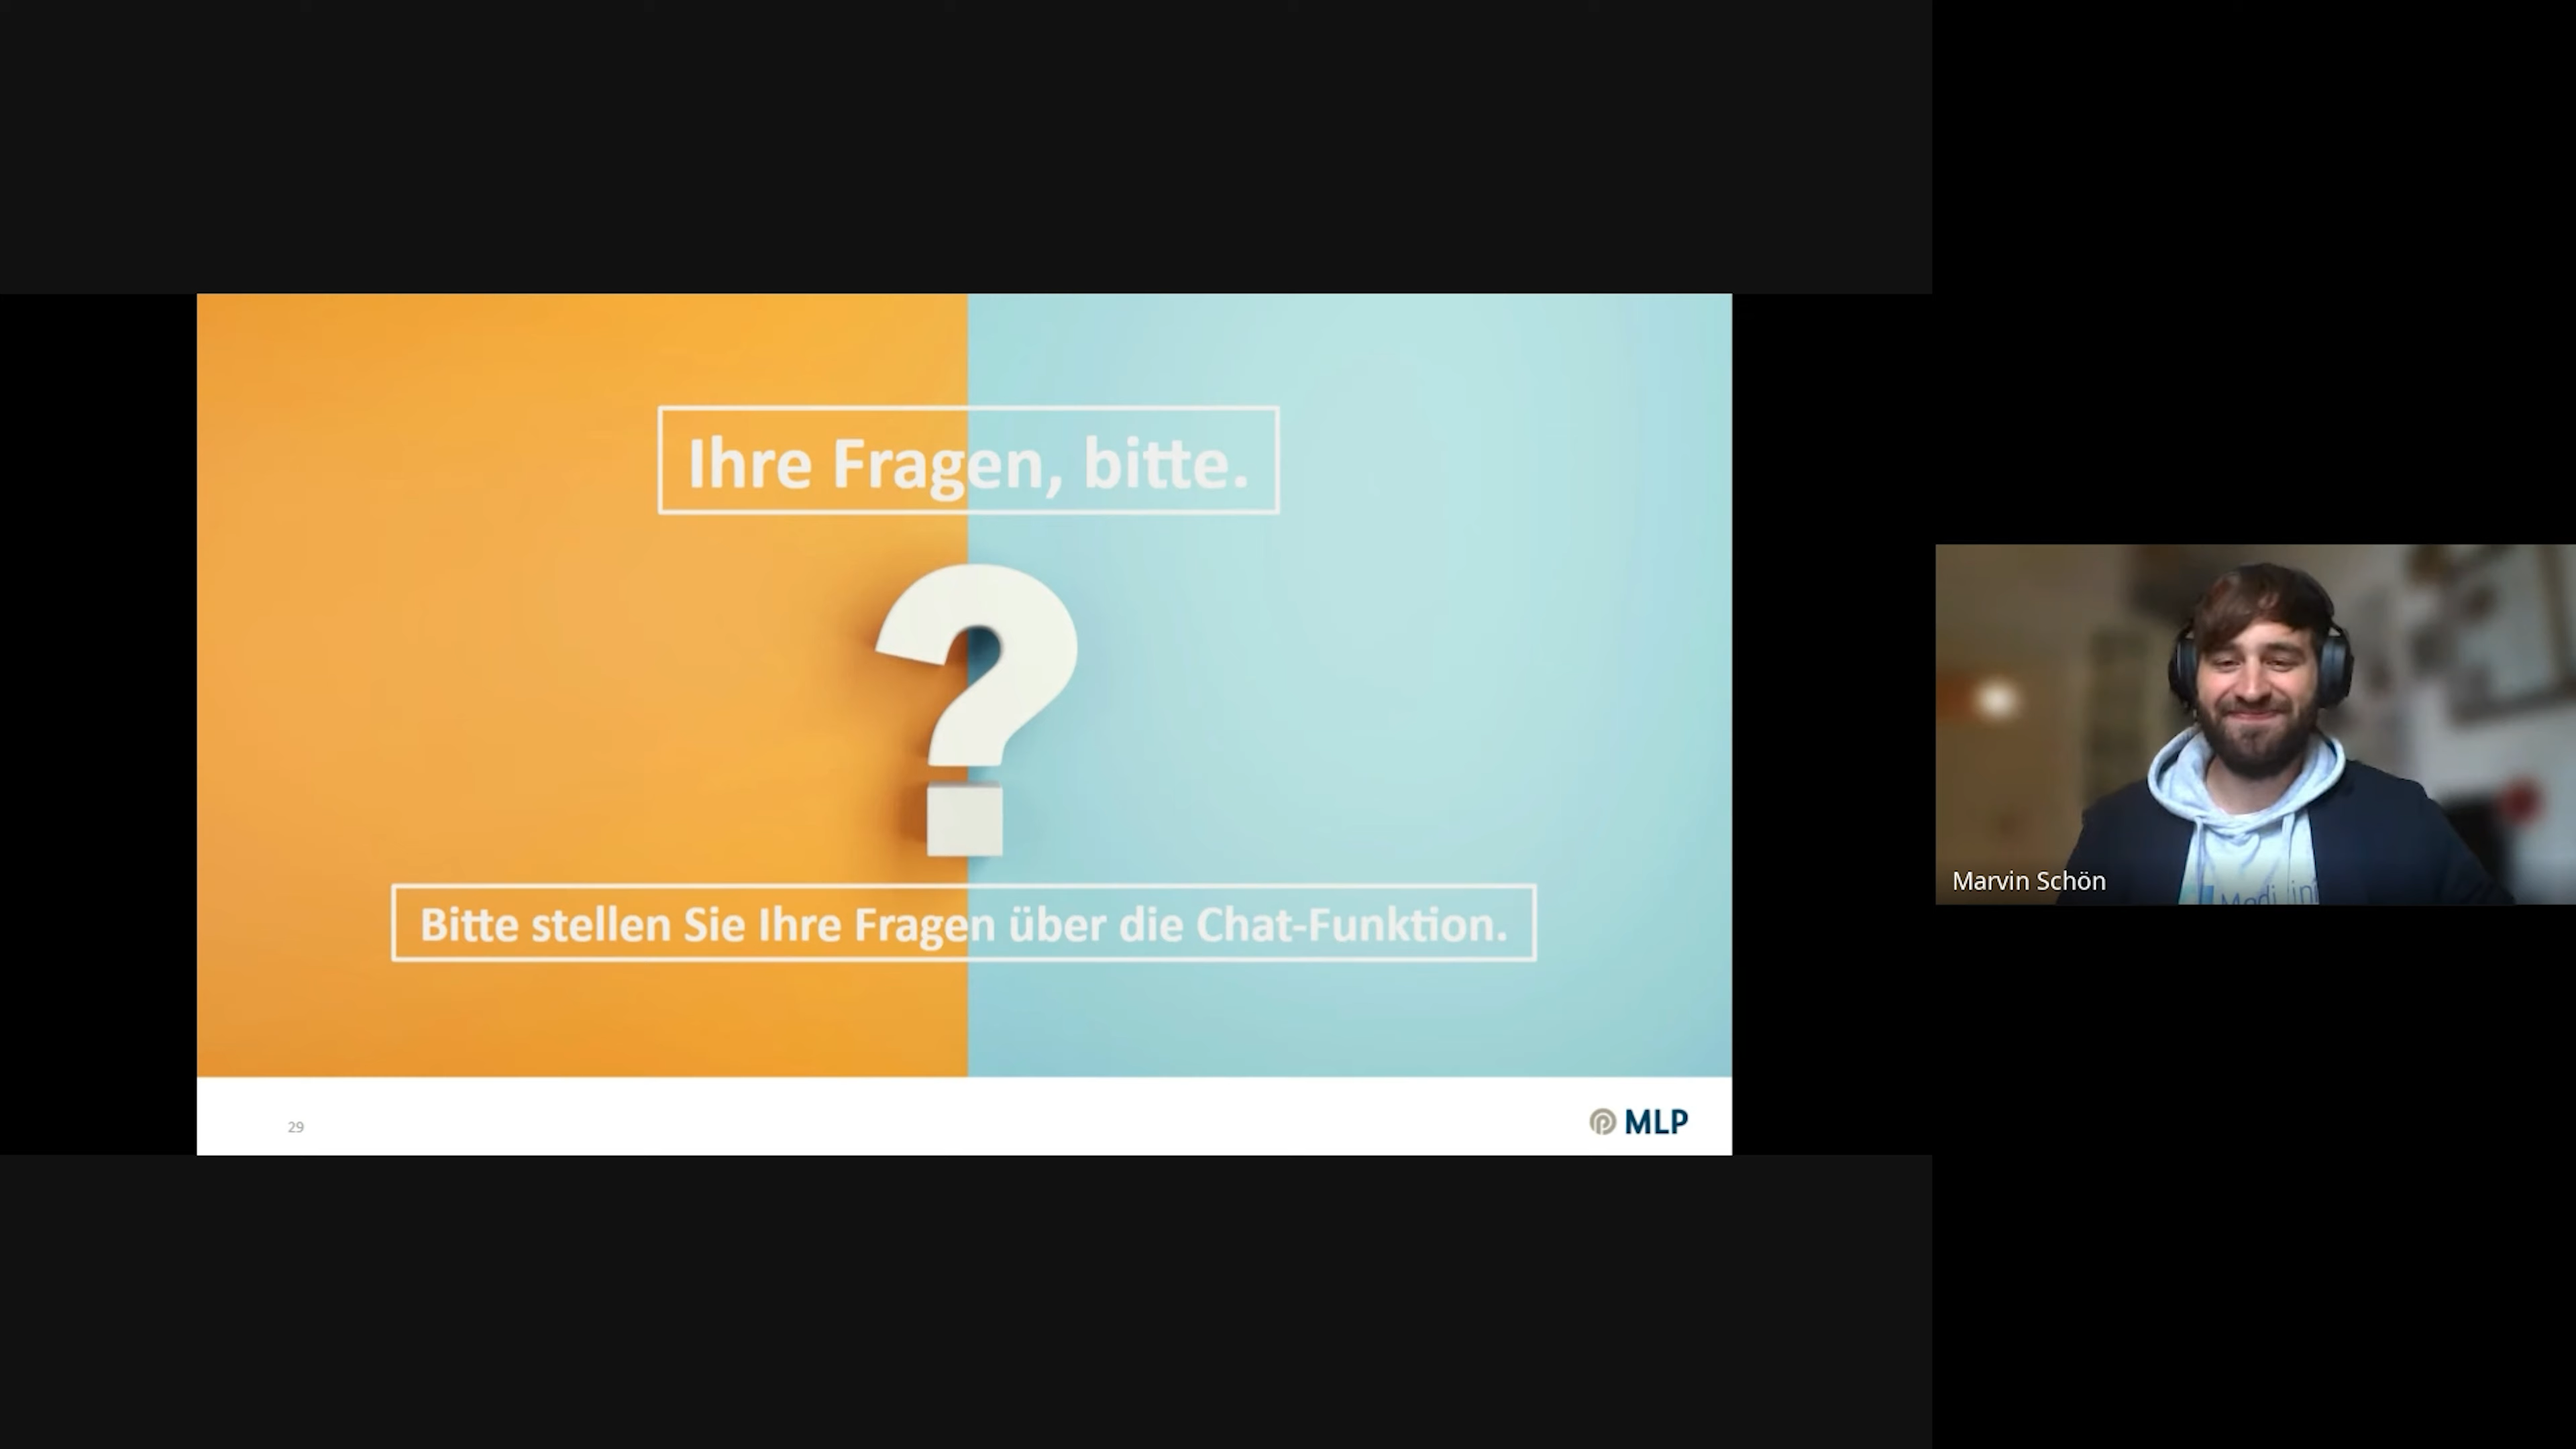 Ihre Fragen, bitte.
?
Bitte stellen Sie Ihre Fragen über die Chat-Funktion.
29
MLP
Marvin Schön